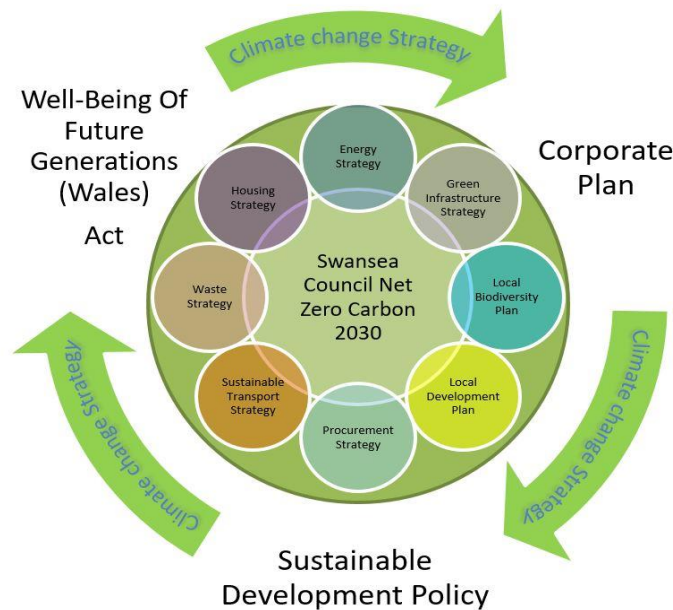 Climate change Strategy
Well-Being Of
Future
Generations
(Wales)
Act
Corporate
Plan
Energy
Strategy
Green
Infrastructure
Strategy
Local
Biodiversity
Plan
Local
Development
Plan
Procurement
Strategy
Sustainable
Transport
Strategy
Waste
Strategy
Housing
Strategy
Swansea
Council Net
Zero Carbon
2030
Climate change Strategy
Climate change Strategy
Sustainable
Development Policy